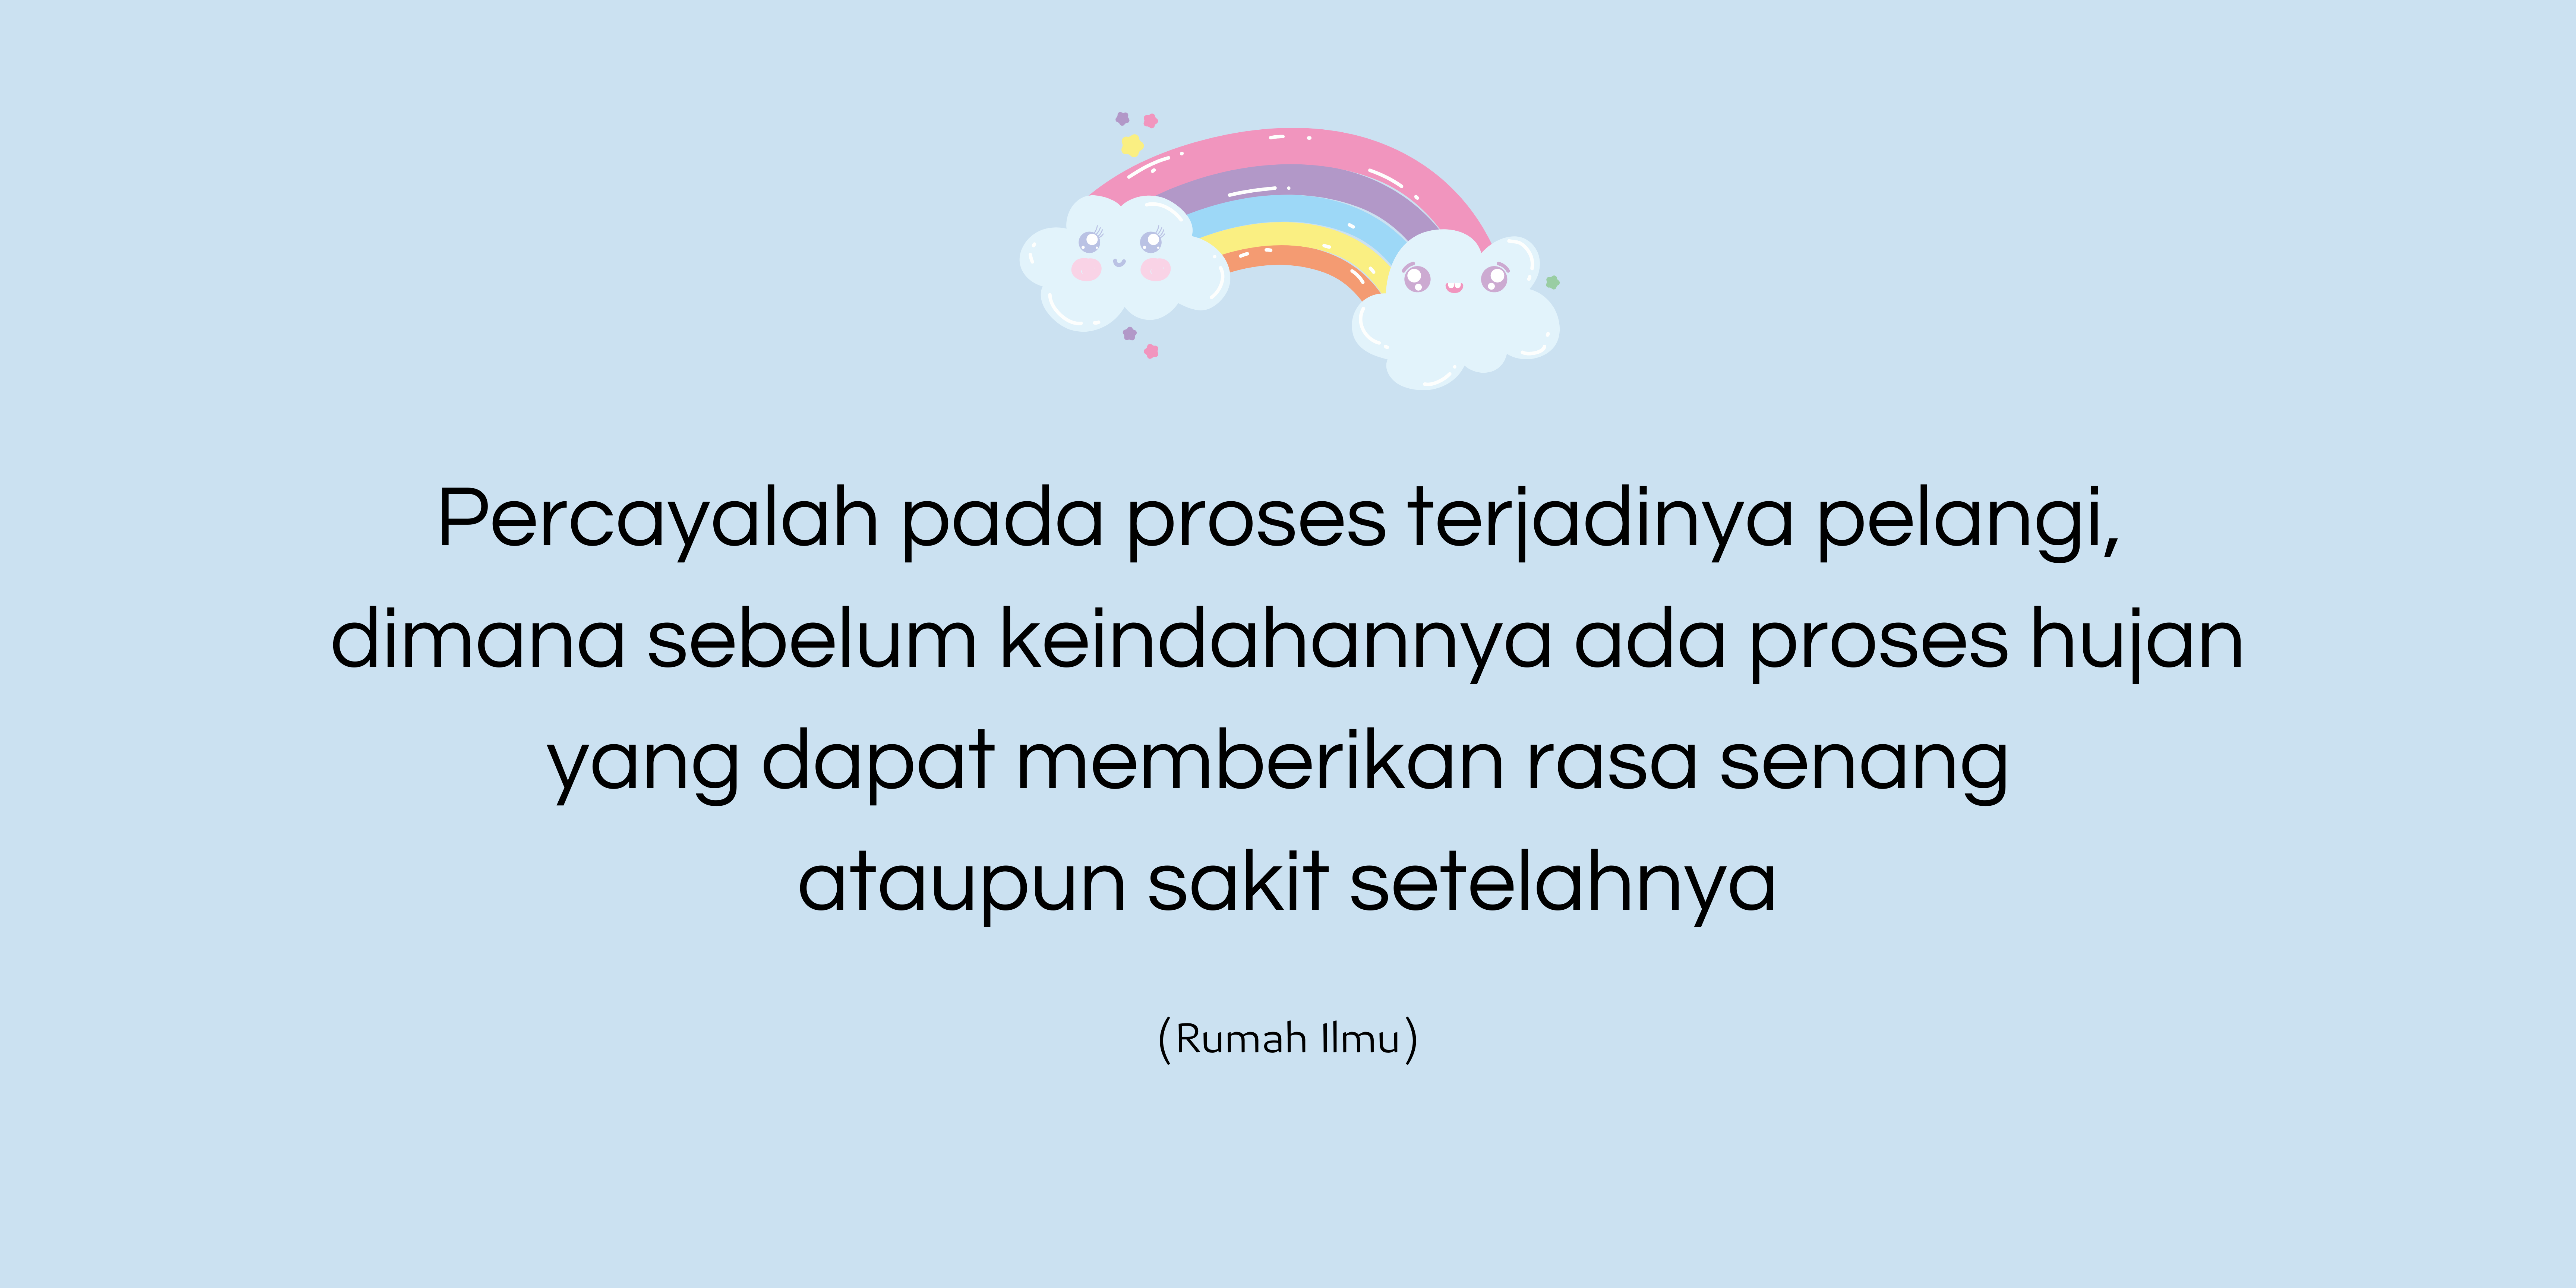 Percayalah pada proses terjadinya pelangi,
dimana sebelum keindahannya ada proses hujan
yang dapat memberikan rasa senang
ataupun sakit setelahnya
(Rumah Ilmu)